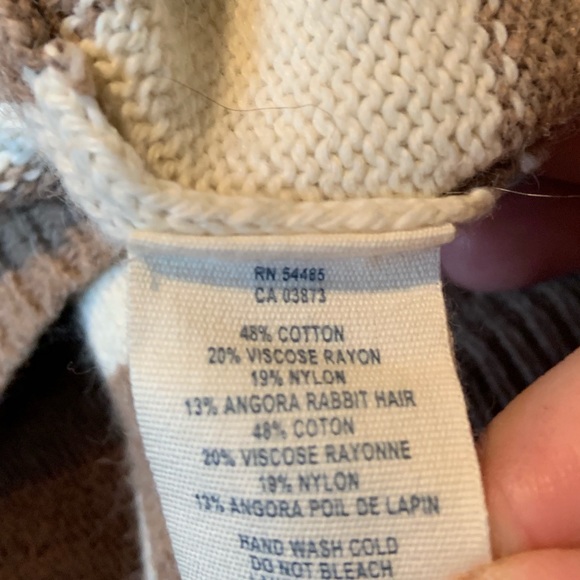 RN 54485
CA 03873
48% COTTON
20% VISCOSE RAYON
19% NYLON
13% ANGORA RABBIT HAIR
48% COTON
20% VISCOSE RAYONNE
19% NYLON
13% ANGORA POIL DE LAPIN
HAND WASH COLD
DO NOT BLEACH